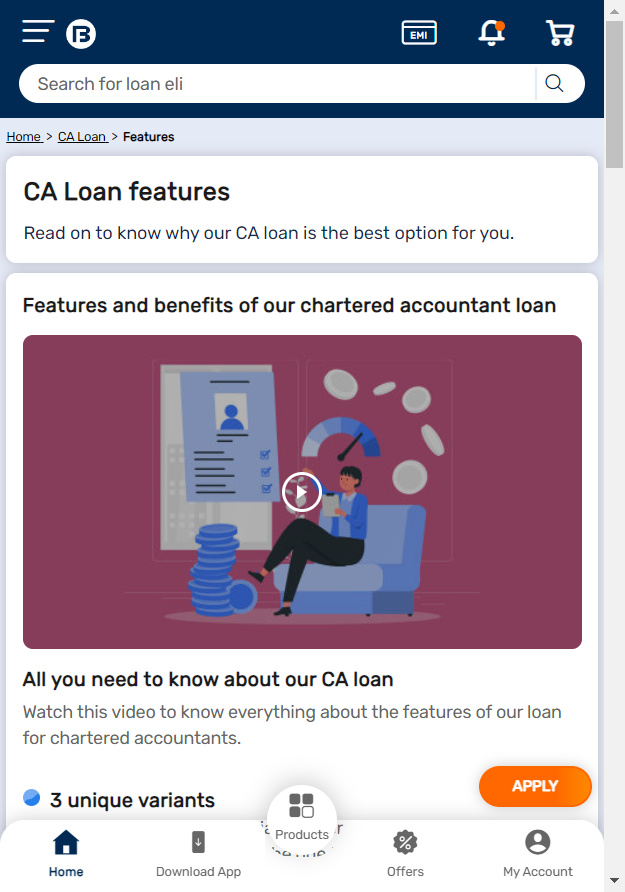 EMI
Search for loan eli
Home > CA Loan > Features
CA Loan features
Read on to know why our CA loan is the best option for you.
Features and benefits of our chartered accountant loan
All you need to know about our CA loan
Watch this video to know everything about the features of our loan
for chartered accountants.
APPLY
3 unique variants
Products
Home
Download App
Offers
My Account